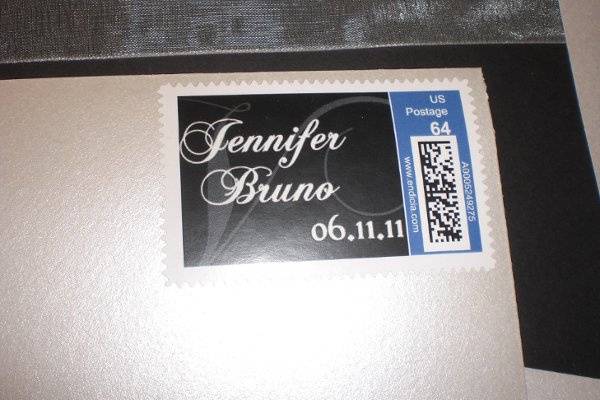 Jennifer
Bruno
06.11.11
US
Postage
64
www.endicia.com
A0005249275